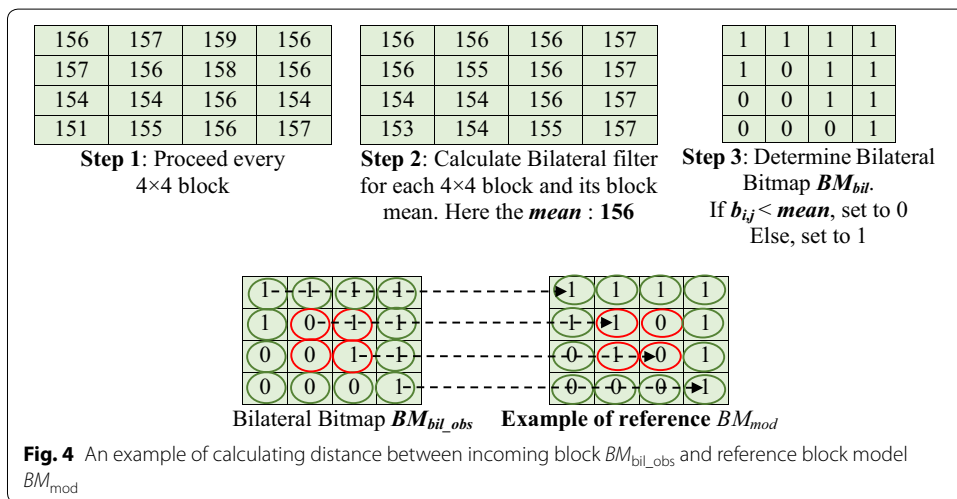 156 157 159 156
157 156 158 156
154 154 156 154
151 155 156 157
Step 1: Proceed every
4×4 block
156 156 156 157
156 155 156 157
154 154 156 157
153 154 155 157
Step 2: Calculate Bilateral filter
for each 4×4 block and its block
mean. Here the mean : 156
1 1 1 1
1 0 1 1
0 0 1 1
0 0 0 1
Step 3: Determine Bilateral
Bitmap BMbil.
If bi,j < mean, set to 0
Else, set to 1
1 1 1 1
1 0 1 1
0 0 1 1
0 0 0 1
Bilateral Bitmap BMbil_obs
1 1 1 1
1 1 0 1
0 1 0 1
0 0 0 1
Example of reference BMmod
Fig. 4 An example of calculating distance between incoming block BMbil_obs and reference block model
BMmod